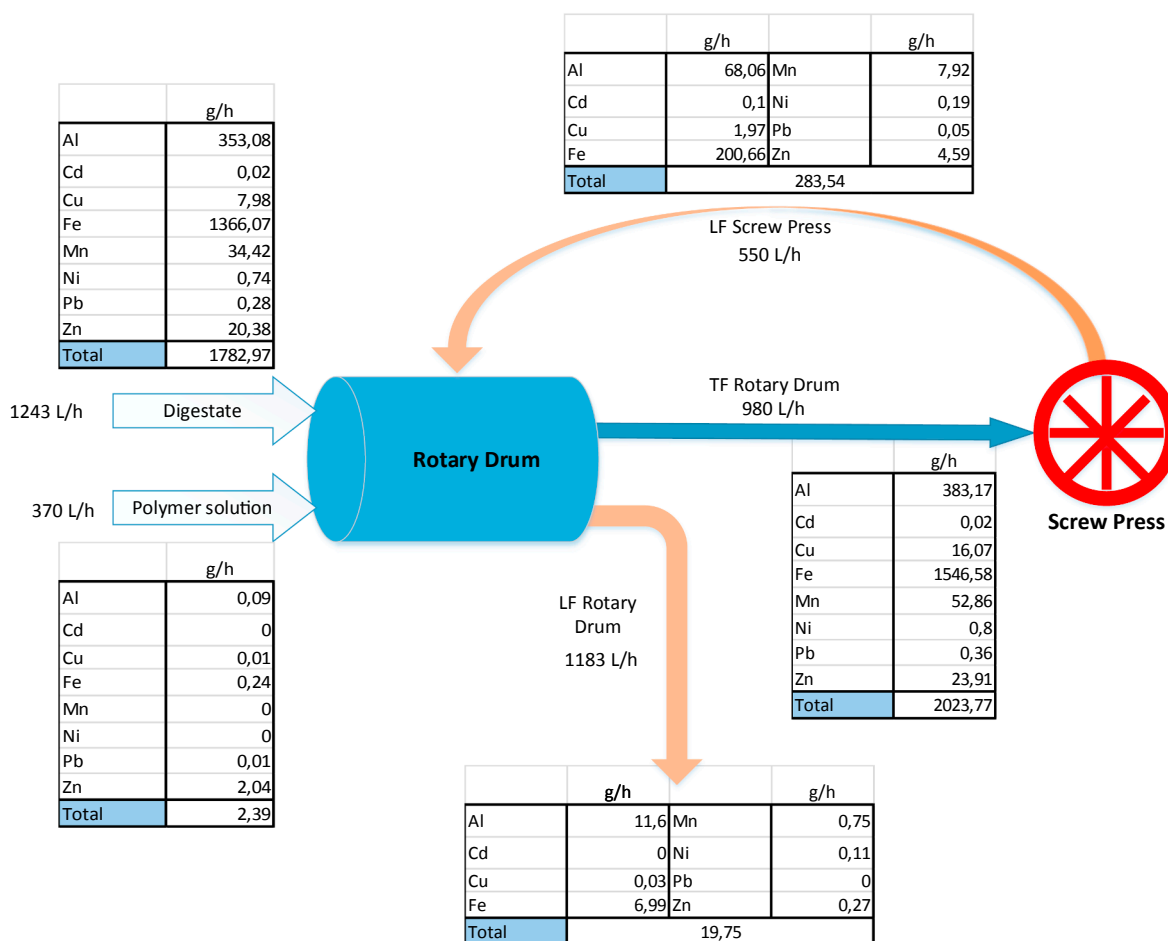 g/h g/h
Al 68,06 Mn 7,92
Cd 0,1 Ni 0,19
Cu 1,97 Pb 0,05
Fe 200,66 Zn 4,59
Total 283,54
g/h
Al 353,08
Cd 0,02
Cu 7,98
Fe 1366,07
Mn 34,42
Ni 0,74
Pb 0,28
Zn 20,38
Total 1782,97
LF Screw Press
550 L/h
1243 L/h
Digestate
370 L/h
Polymer solution
Rotary Drum
TF Rotary Drum
980 L/h
Screw Press
g/h
Al 383,17
Cd 0,02
Cu 16,07
Fe 1546,58
Mn 52,86
Ni 0,8
Pb 0,36
Zn 23,91
Total 2023,77
g/h
Al 0,09
Cd 0
Cu 0,01
Fe 0,24
Mn 0
Ni 0
Pb 0,01
Zn 2,04
Total 2,39
LF Rotary
Drum
1183 L/h
g/h g/h
Al 11,6 Mn 0,75
Cd 0 Ni 0,11
Cu 0,03 Pb 0
Fe 6,99 Zn 0,27
Total 19,75